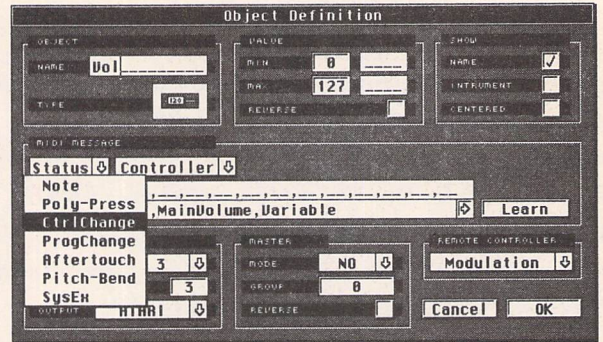 Object Definition
OBJECT
NAME Vol
TYPE 120
VALUE
MIN 0
MAX 127
REVERSE
SHOW
NAME ✓
INTRUMENT
CENTERED
MIDI MESSAGE
Status Controller
Note
Poly-Press
CtrlChange
ProgChange
Aftertouch
Pitch-Bend
SysEx
,MainVolume,Variable
Learn
3
3
OUTPUT ATARI
MASTER
MODE NO
GROUP 0
REVERSE
REMOTE CONTROLLER
Modulation
Cancel OK